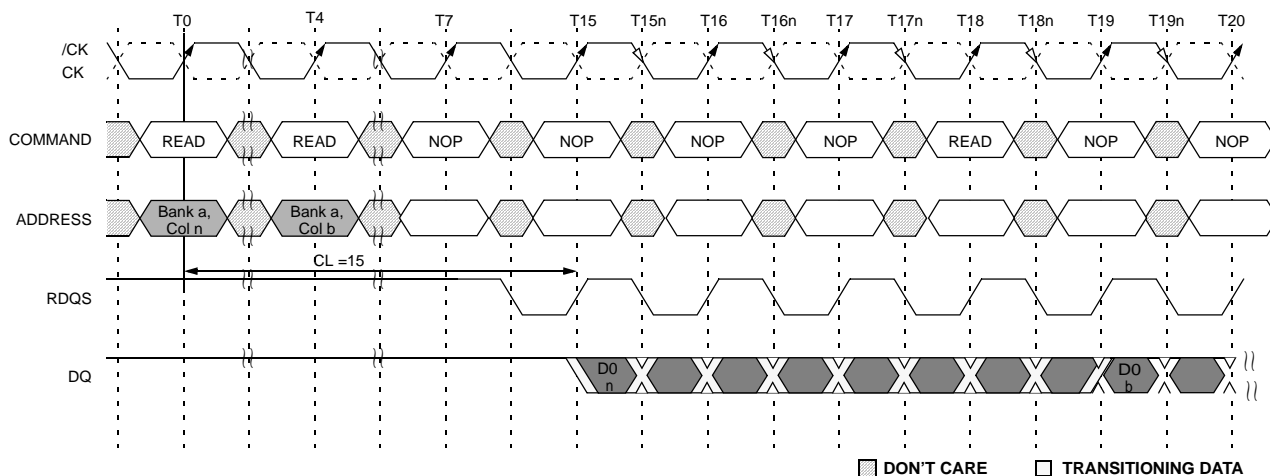 T0 T4 T7 T15 T15n T16 T16n T17 T17n T18 T18n T19 T19n T20
/CK
CK
COMMAND READ READ NOP NOP NOP NOP READ NOP NOP
ADDRESS Bank a, Col n Bank a, Col b
CL =15
RDQS
DQ D0 n D0 b
DON'T CARE TRANSITIONING DATA